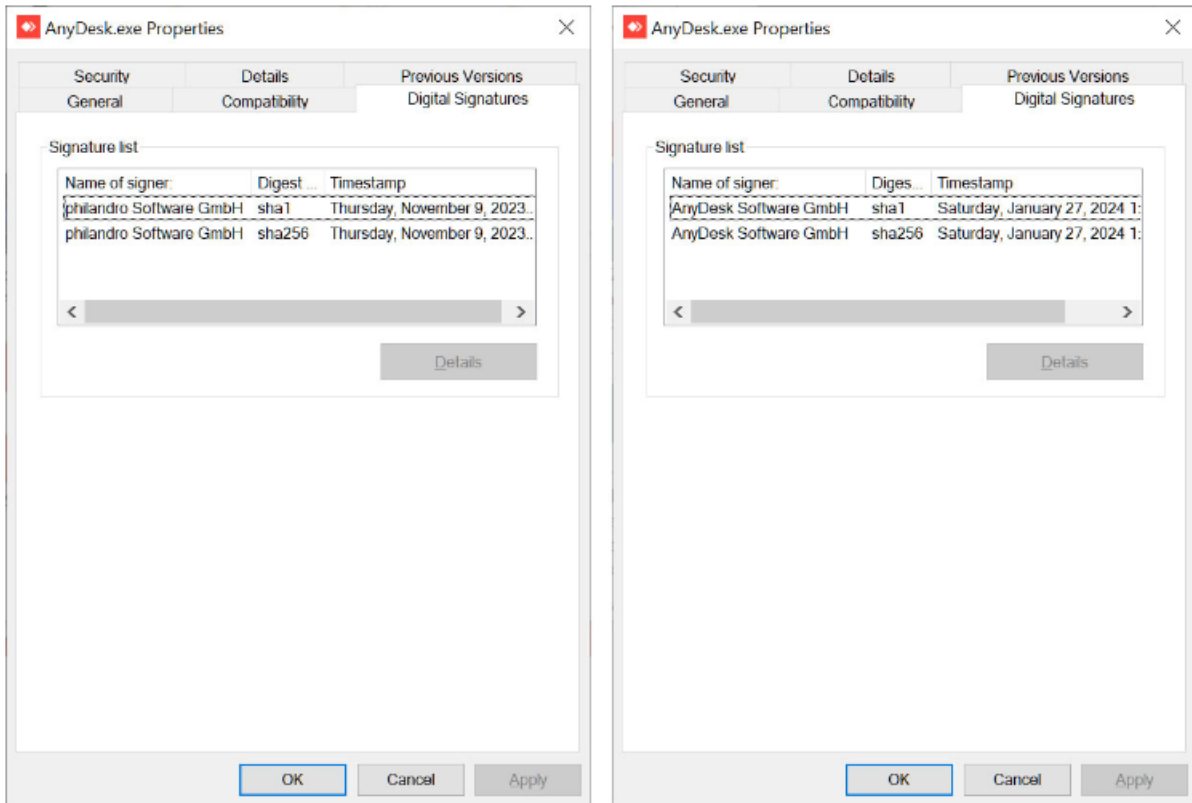 AnyDesk.exe Properties
Security Details Previous Versions
General Compatibility Digital Signatures
Signature list
Name of signer: Digest ... Timestamp
philandro Software GmbH sha1 Thursday, November 9, 2023..
philandro Software GmbH sha256 Thursday, November 9, 2023..
Details
OK Cancel Apply
AnyDesk.exe Properties
Security Details Previous Versions
General Compatibility Digital Signatures
Signature list
Name of signer: Diges... Timestamp
AnyDesk Software GmbH sha1 Saturday, January 27, 2024 1:
AnyDesk Software GmbH sha256 Saturday, January 27, 2024 1:
Details
OK Cancel Apply